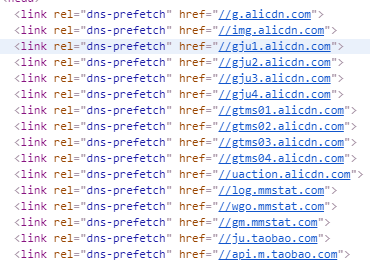 <head>
<link rel="dns-prefetch" href="//g.alicdn.com">
<link rel="dns-prefetch" href="//img.alicdn.com">
<link rel="dns-prefetch" href="//gju1.alicdn.com">
<link rel="dns-prefetch" href="//gju2.alicdn.com">
<link rel="dns-prefetch" href="//gju3.alicdn.com">
<link rel="dns-prefetch" href="//gju4.alicdn.com">
<link rel="dns-prefetch" href="//gtms01.alicdn.com">
<link rel="dns-prefetch" href="//gtms02.alicdn.com">
<link rel="dns-prefetch" href="//gtms03.alicdn.com">
<link rel="dns-prefetch" href="//gtms04.alicdn.com">
<link rel="dns-prefetch" href="//uaction.alicdn.com">
<link rel="dns-prefetch" href="//log.mmstat.com">
<link rel="dns-prefetch" href="//wgo.mmstat.com">
<link rel="dns-prefetch" href="//gm.mmstat.com">
<link rel="dns-prefetch" href="//ju.taobao.com">
<link rel="dns-prefetch" href="//api.m.taobao.com">